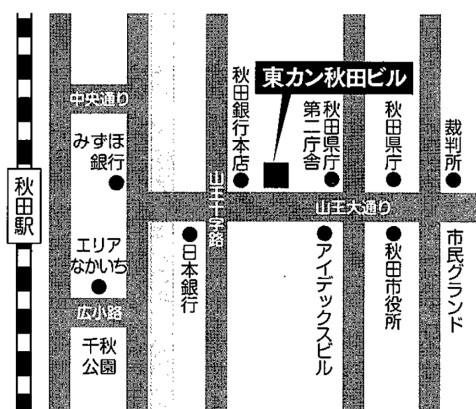 東カン秋田ビル
中央通り
みずほ
銀行
秋田駅
エリア
なかいち
広小路
千秋
公園
秋田銀行本店
山王十字路
日本銀行
秋田県庁
第二庁舎
山王大通り
アイデックスビル
秋田県庁
秋田市役所
裁判所
市民グランド